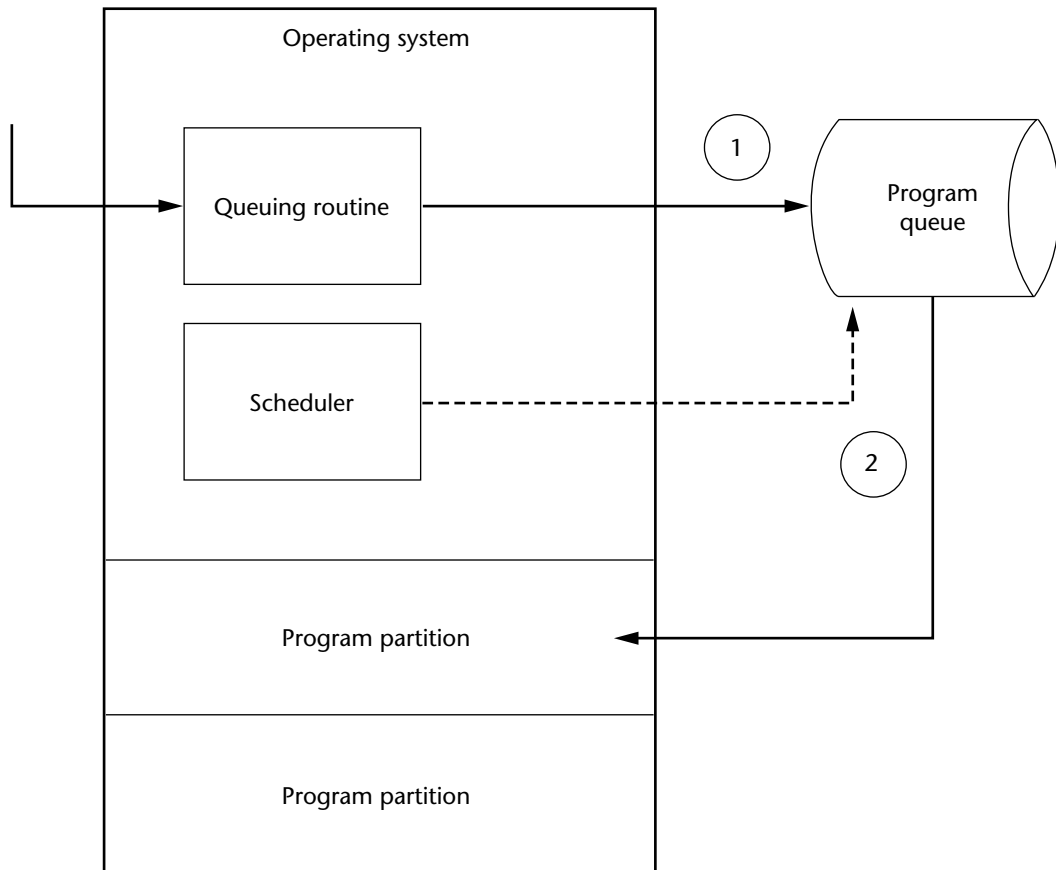 Operating system
1
Queuing routine
Program
queue
Scheduler
2
Program partition
Program partition